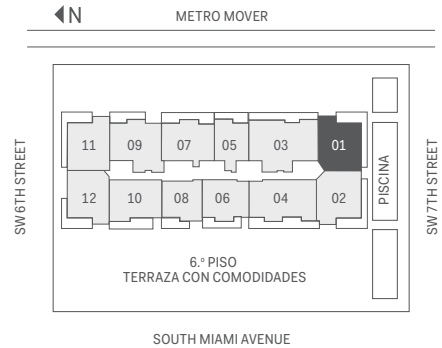 N
METRO MOVER
SW 6TH STREET
11 09 07 05 03 01
12 10 08 06 04 02
PISCINA
SW 7TH STREET
6.º PISO
TERRAZA CON COMODIDADES
SOUTH MIAMI AVENUE